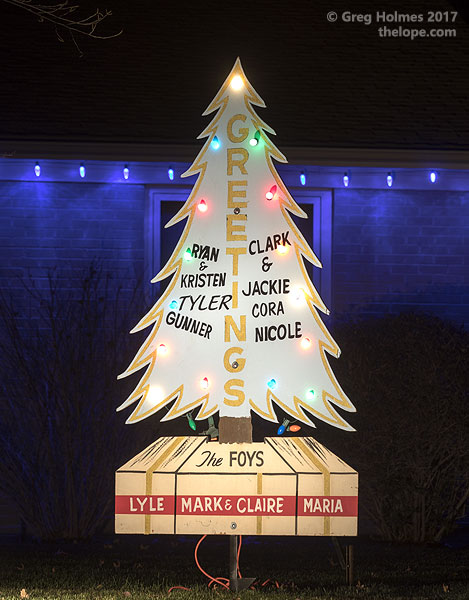 © Greg Holmes 2017
thelope.com
GREETINGS
RYAN
&
KRISTEN
TYLER
GUNNER
CLARK
&
JACKIE
CORA
NICOLE
The FOYS
LYLE MARK & CLAIRE MARIA